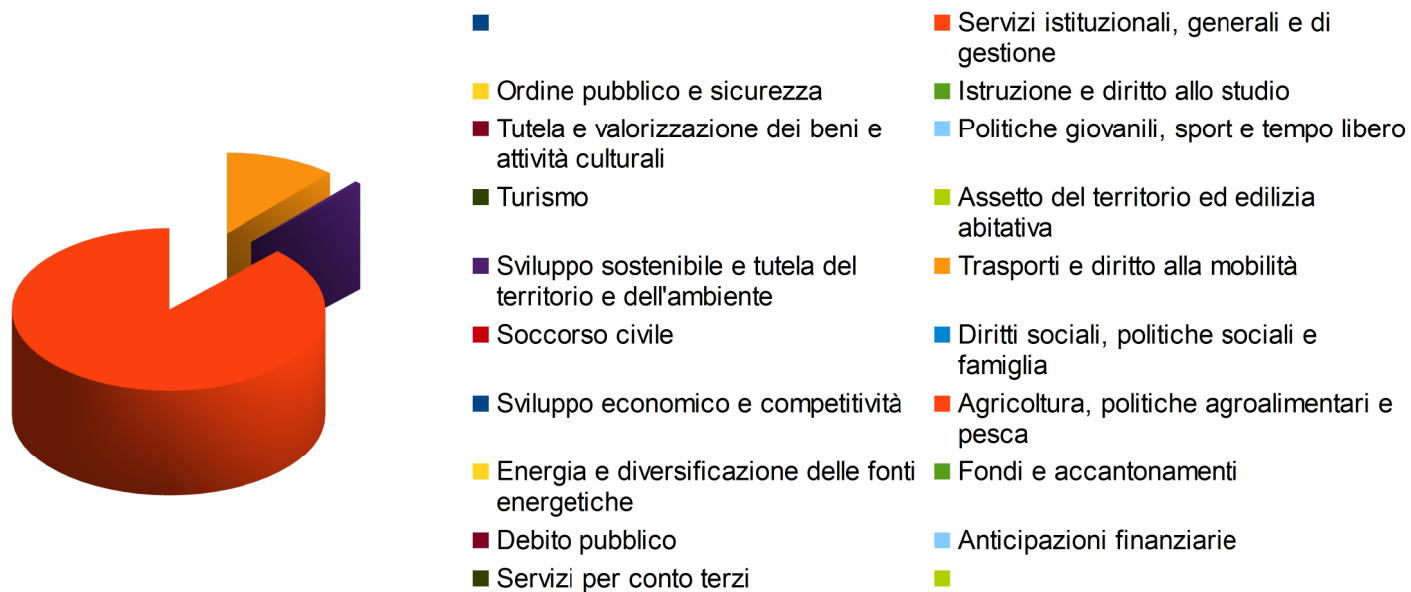 Servizi istituzionali, generali e di
gestione
Ordine pubblico e sicurezza
Istruzione e diritto allo studio
Tutela e valorizzazione dei beni e
attività culturali
Politiche giovanili, sport e tempo libero
Turismo
Assetto del territorio ed edilizia
abitativa
Sviluppo sostenibile e tutela del
territorio e dell'ambiente
Trasporti e diritto alla mobilità
Soccorso civile
Diritti sociali, politiche sociali e
famiglia
Sviluppo economico e competitività
Agricoltura, politiche agroalimentari e
pesca
Energia e diversificazione delle fonti
energetiche
Fondi e accantonamenti
Debito pubblico
Anticipazioni finanziarie
Servizi per conto terzi